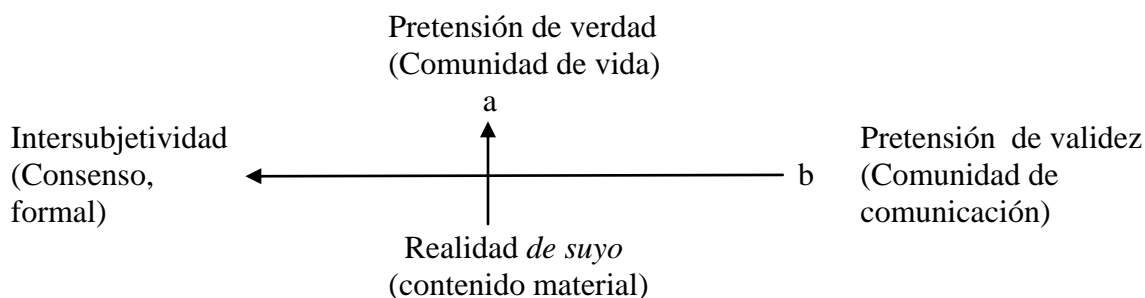 Pretensión de verdad
(Comunidad de vida)
a
Intersubjetividad
(Consenso,
formal)
b
Pretensión de validez
(Comunidad de
comunicación)
Realidad de suyo
(contenido material)